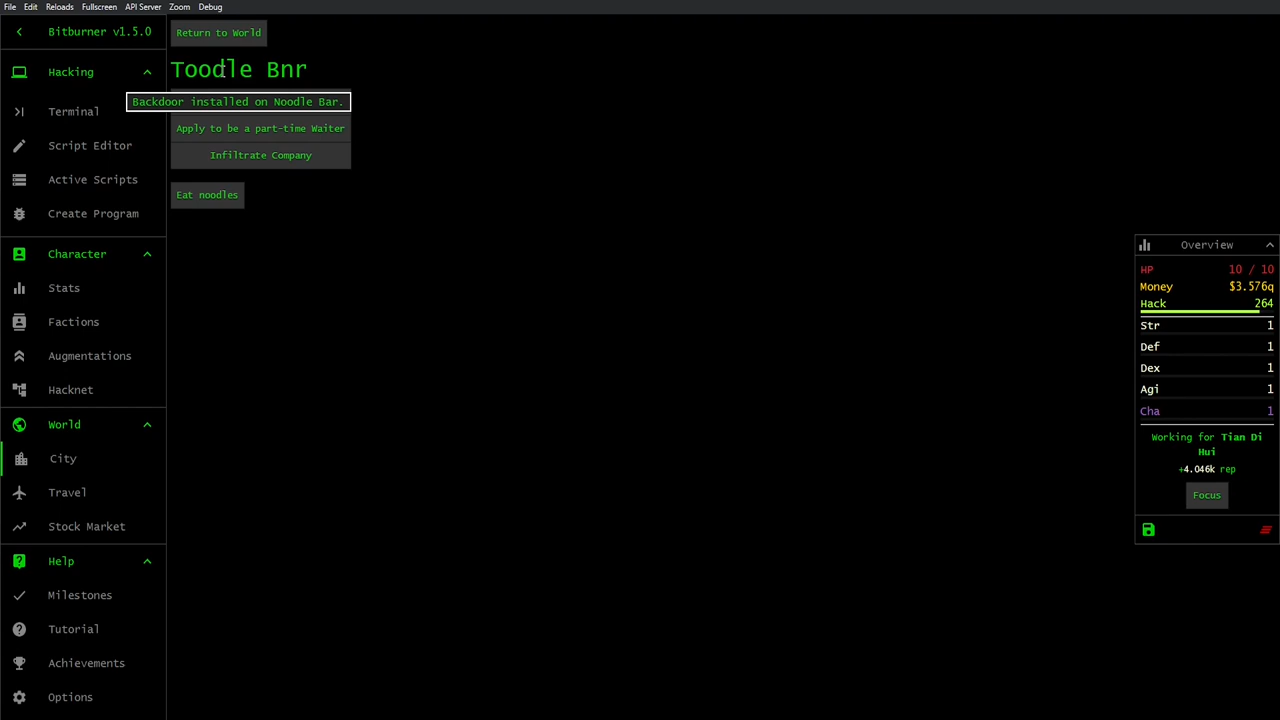 File Edit Reloads Fullscreen API Server Zoom Debug
Bitburner v1.5.0
Hacking
Terminal
Script Editor
Active Scripts
Create Program
Character
Stats
Factions
Augmentations
Hacknet
World
City
Travel
Stock Market
Help
Milestones
Tutorial
Achievements
Options
Return to World
Toodle Bnr
Backdoor installed on Noodle Bar.
Apply to be a part-time Waiter
Infiltrate Company
Eat noodles
Overview
HP 10 / 10
Money $3.576q
Hack 264
Str 1
Def 1
Dex 1
Agi 1
Cha 1
Working for Tian Di
Hui
+4.046k rep
Focus